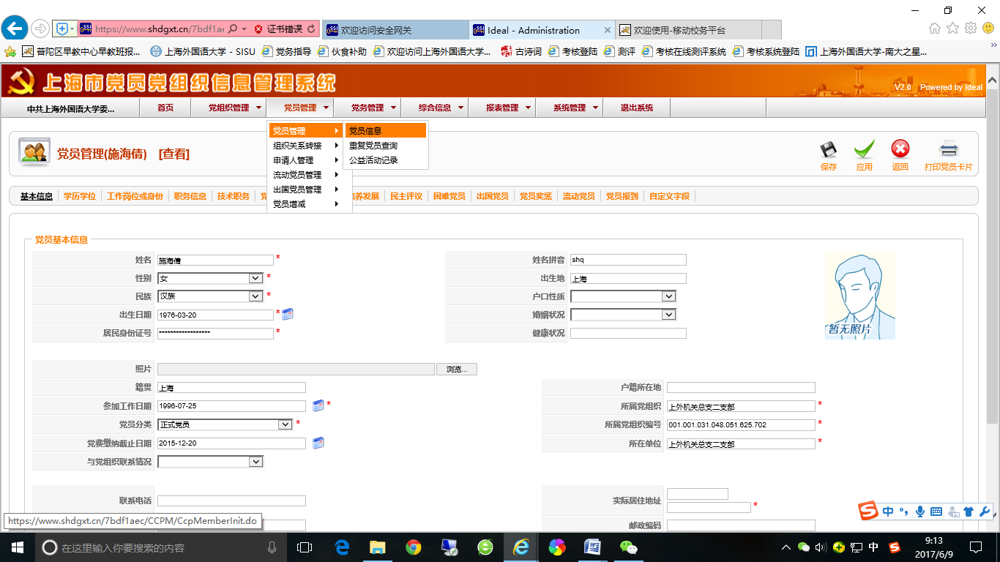 https://www.shdgxt.cn/7bdf1ae 证书错误 欢迎访问安全网关 Ideal - Administration 欢迎使用-移动校务平台
普陀区早教中心早教班报... 上海外国语大学 - SISU 党务指导 伙食补助 欢迎访问上海外国语大学... 古诗词 考核登陆 测评 考核在线测评系统 考核系统登陆 上海外国语大学-南大之星...
上海市党员党组织信息管理系统
V2.0 Powered by Ideal
中共上海外国语大学委... 首页 党组织管理 党员管理 党务管理 综合信息 报表管理 系统管理 退出系统
党员管理 党员信息
组织关系转接 重复党员查询
申请人管理 公益活动记录
流动党员管理
出国党员管理
党员增减
党员管理(施海倩) [查看]
保存 应用 返回 打印党员卡片
基本信息 学历学位 工作岗位或身份 职务信息 技术职务 党 培养发展 民主评议 困难党员 出国党员 党员奖惩 流动党员 党员报到 自定义字段
党员基本信息
姓名 施海倩 * 姓名拼音 shq
性别 女 * 出生地 上海
民族 汉族 * 户口性质
出生日期 1976-03-20 * 婚姻状况
居民身份证号 ****************** * 健康状况
暂无照片
照片 浏览...
籍贯 上海 户籍所在地
参加工作日期 1996-07-25 * 所属党组织 上外机关总支二支部 *
党员分类 正式党员 * 所属党组织编号 001.001.031.048.051.625.702 *
党费缴纳截止日期 2015-12-20 所在单位 上外机关总支二支部 *
与党组织联系情况
联系电话 实际居住地址 *
邮政编码
https://www.shdgxt.cn/7bdf1aec/CCPM/CcpMemberInit.do
中
在这里输入你要搜索的内容
中
9:13
2017/6/9